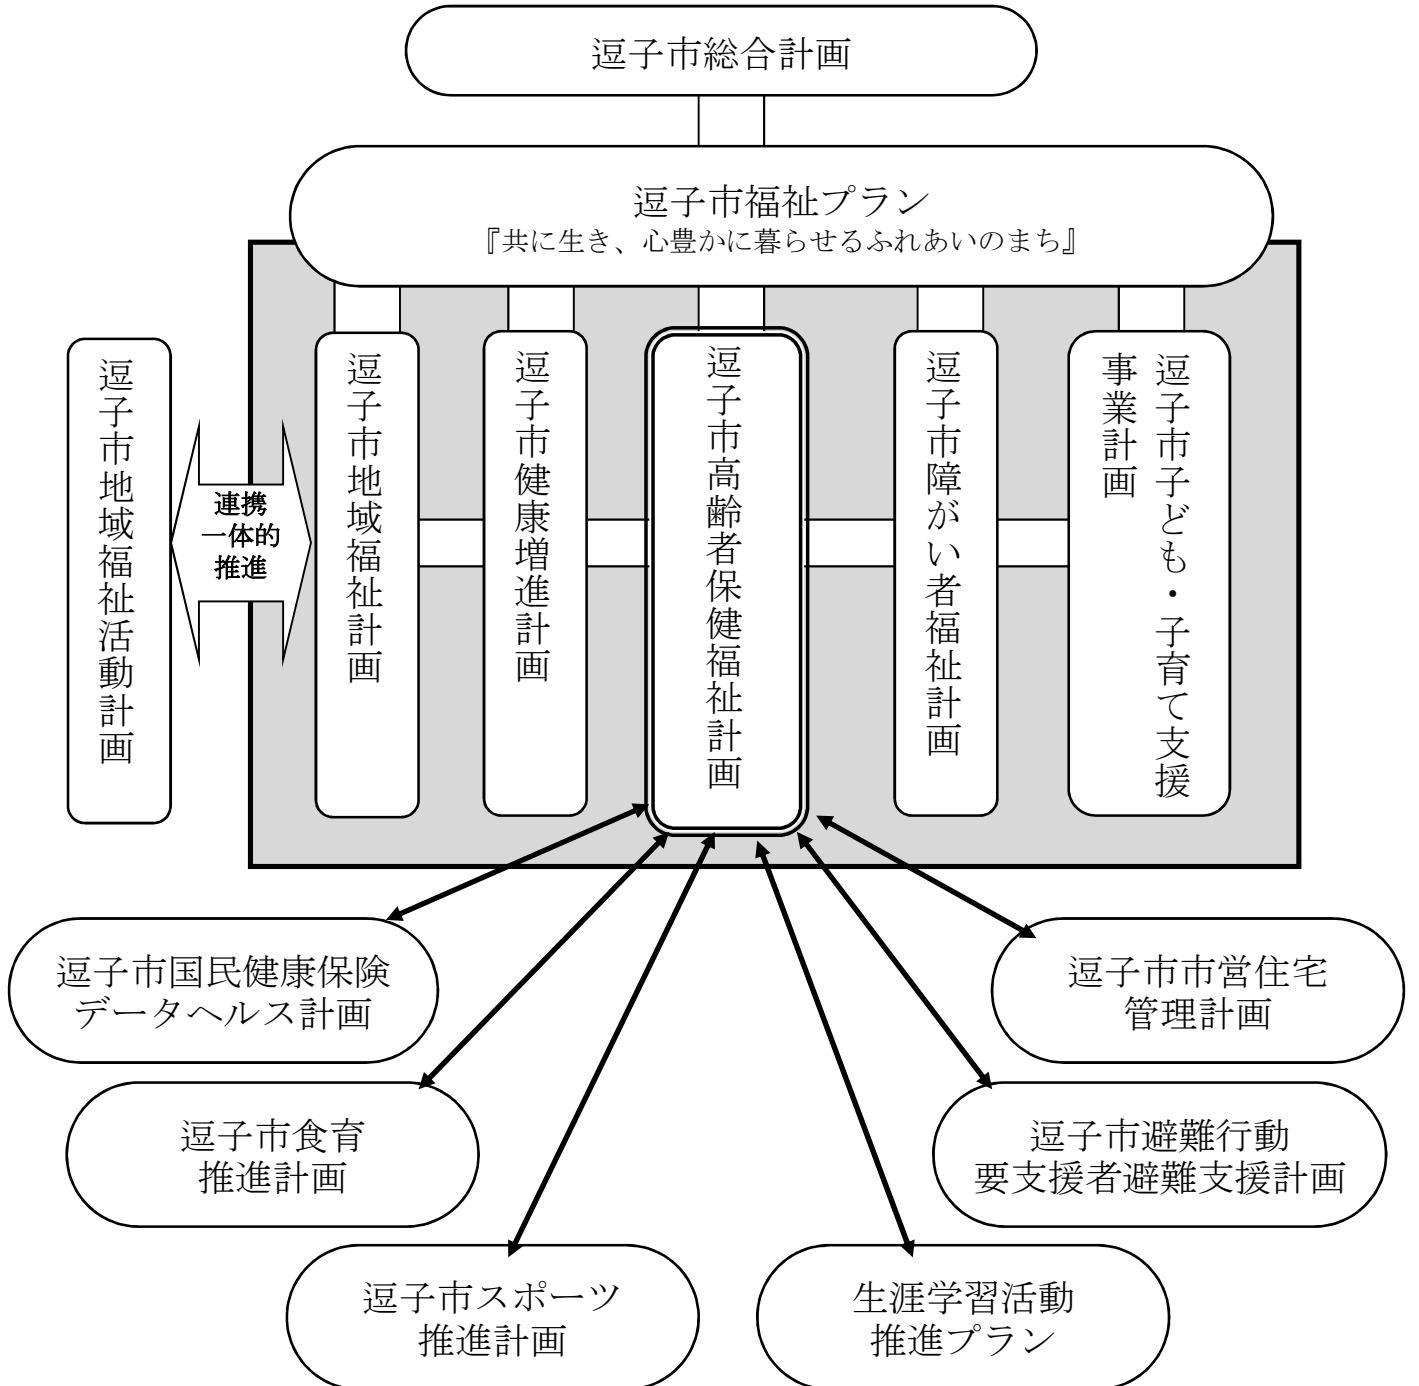 逗子市総合計画
逗子市福祉プラン
『共に生き、心豊かに暮らせるふれあいのまち』
逗子市地域福祉活動計画
連携
一体的
推進
逗子市地域福祉計画
逗子市健康増進計画
逗子市高齢者保健福祉計画
逗子市障がい者福祉計画
逗子市子ども・子育て支援
事業計画
逗子市国民健康保険
データヘルス計画
逗子市市営住宅
管理計画
逗子市食育
推進計画
逗子市避難行動
要支援者避難支援計画
逗子市スポーツ
推進計画
生涯学習活動
推進プラン